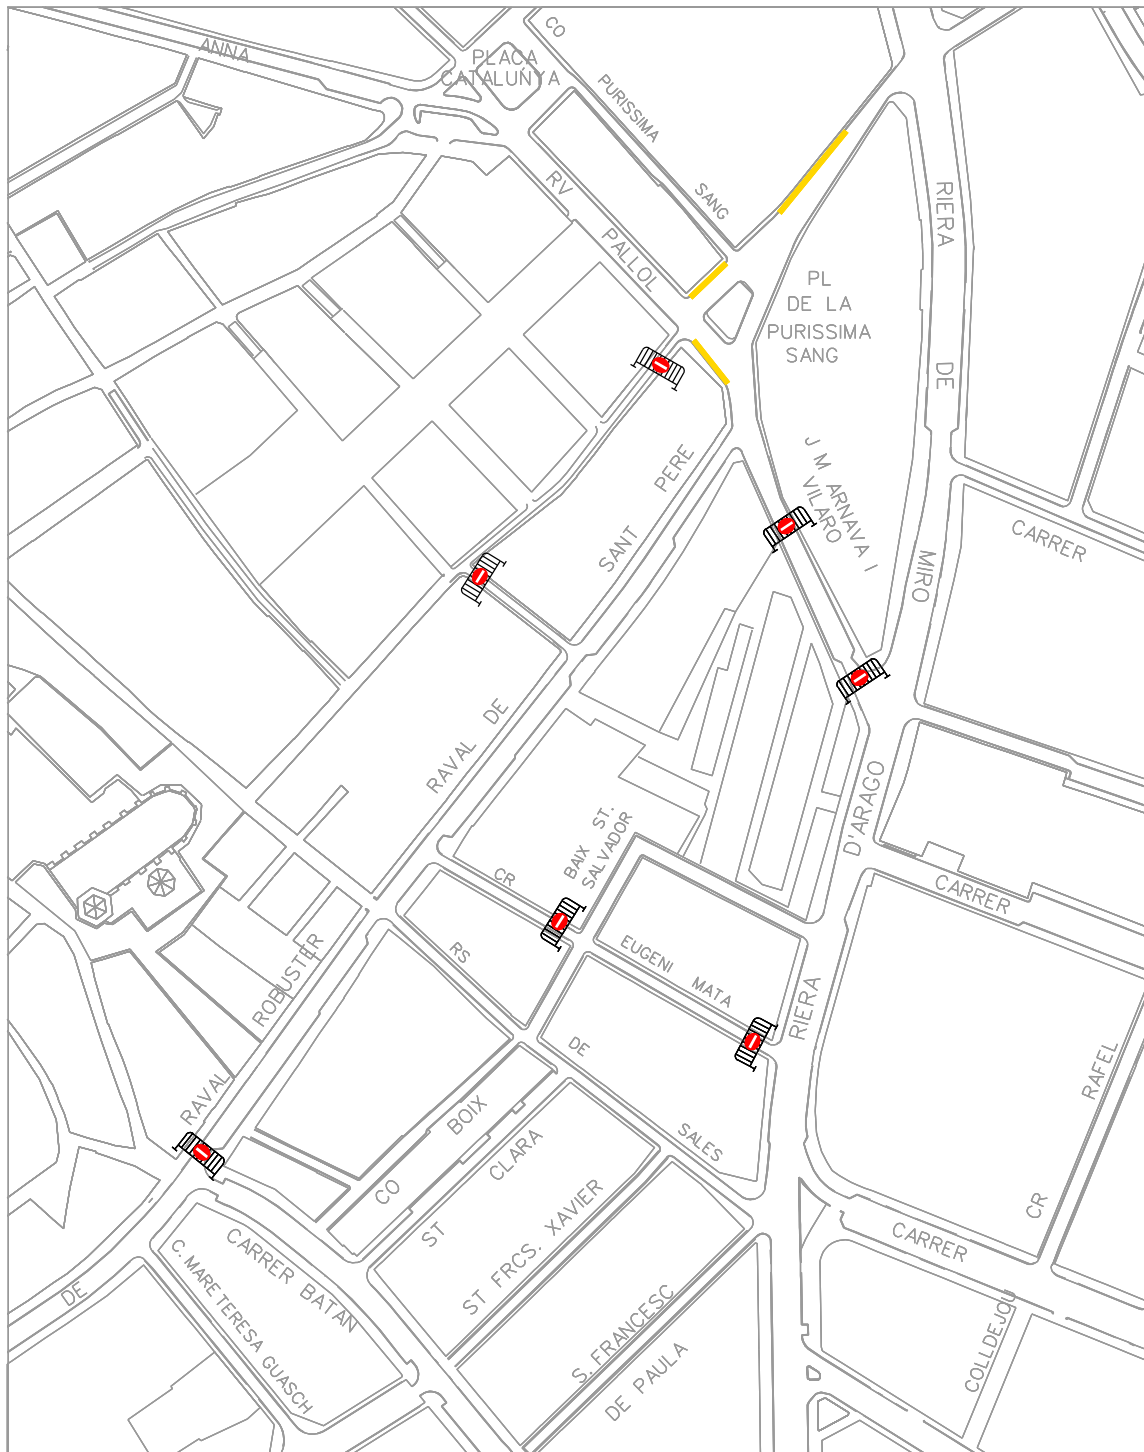 ANNA
PLACA
CATALUNYA
CO
PURISSIMA
SANG
RV
PALLOL
RIERA
DE
MIRO
PL
DE LA
PURISSIMA
SANG
J M ARNAVA I
VILARO
CARRER
PERE
SANT
DE
RAVAL
BAIX ST.
SALVADOR
D'ARAGO
RIERA
CARRER
CR
RS
EUGENI MATA
ROBUSTER
RAVAL
DE
DE
SALES
BOIX
CO
CLARA
ST
ST FRCS. XAVIER
S. FRANCESC
DE PAULA
CARRER BATAN
C. MARE TERESA GUASCH
RAFEL
CR
CARRER
COLLDEJOU